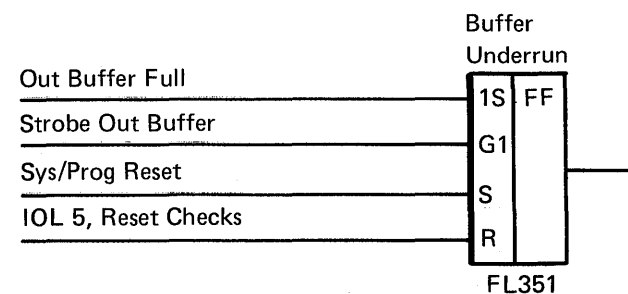 Buffer
Underrun
Out Buffer Full
1S FF
Strobe Out Buffer
G1
Sys/Prog Reset
S
IOL 5, Reset Checks
R
FL351